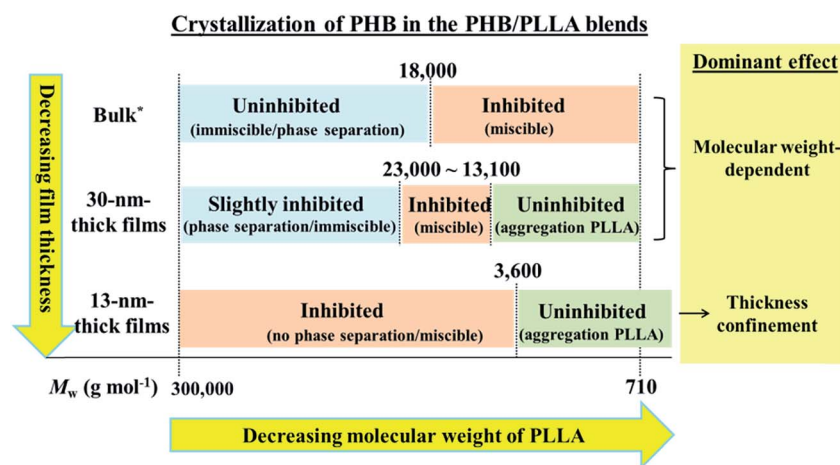 Crystallization of PHB in the PHB/PLLA blends
Decreasing film thickness
Dominant effect
18,000
Bulk*
Uninhibited
(immiscible/phase separation)
Inhibited
(miscible)
Molecular weight-
dependent
23,000 ~ 13,100
30-nm-
thick films
Slightly inhibited
(phase separation/immiscible)
Inhibited
(miscible)
Uninhibited
(aggregation PLLA)
3,600
13-nm-
thick films
Inhibited
(no phase separation/miscible)
Uninhibited
(aggregation PLLA)
Thickness
confinement
Mw (g mol-1)
300,000
710
Decreasing molecular weight of PLLA